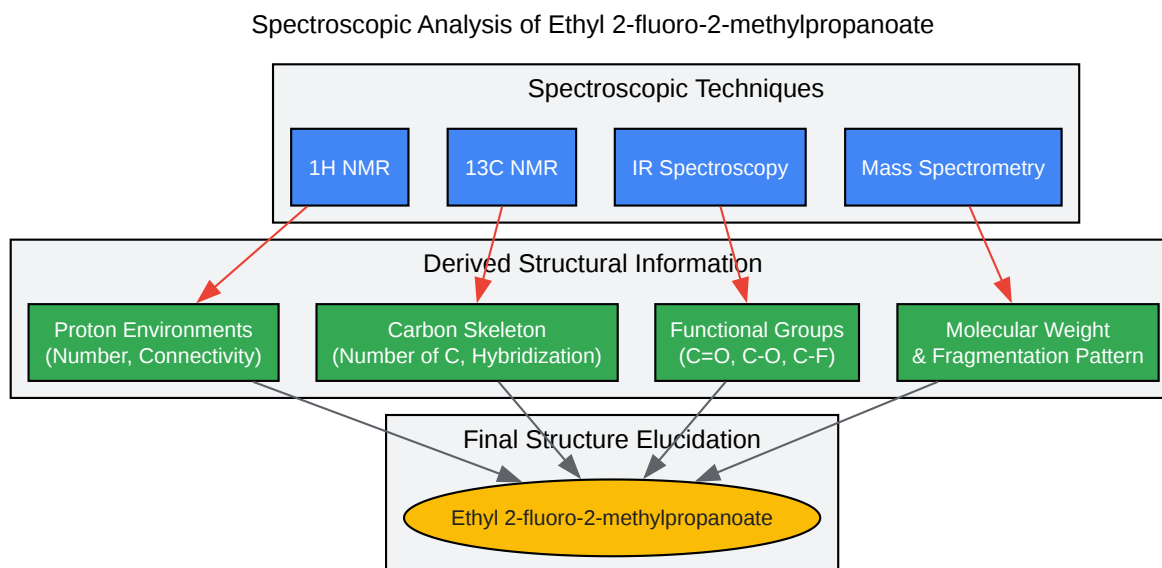 Spectroscopic Analysis of Ethyl 2-fluoro-2-methylpropanoate
Spectroscopic Techniques
1H NMR
13C NMR
IR Spectroscopy
Mass Spectrometry
Derived Structural Information
Proton Environments
(Number, Connectivity)
Carbon Skeleton
(Number of C, Hybridization)
Functional Groups
(C=O, C-O, C-F)
Molecular Weight
& Fragmentation Pattern
Final Structure Elucidation
Ethyl 2-fluoro-2-methylpropanoate